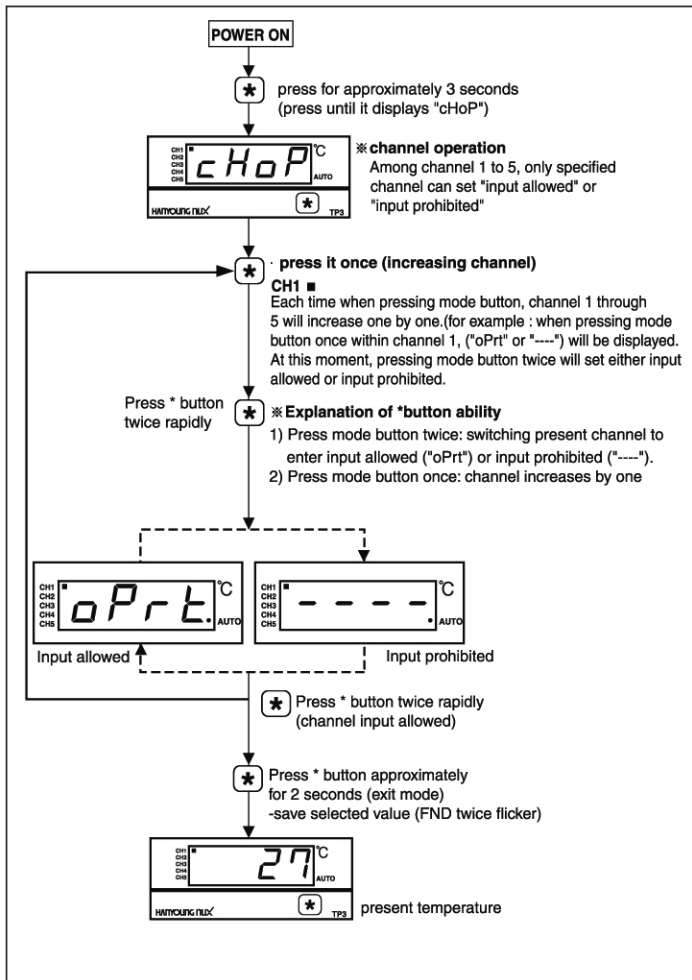 POWER ON
* press for approximately 3 seconds
(press until it displays "cHoP")
CH1
CH2
CH3
CH4
CH5
cHoP
°C
AUTO
HANYOUNG NUX
*
TP3
※ channel operation
Among channel 1 to 5, only specified
channel can set "input allowed" or
"input prohibited"
* · press it once (increasing channel)
CH1 ■
Each time when pressing mode button, channel 1 through
5 will increase one by one.(for example : when pressing mode
button once within channel 1, ("oPrt" or "----") will be displayed.
At this moment, pressing mode button twice will set either input
allowed or input prohibited.
Press * button
twice rapidly
* ※ Explanation of *button ability
1) Press mode button twice: switching present channel to
enter input allowed ("oPrt") or input prohibited ("----").
2) Press mode button once: channel increases by one
CH1
CH2
CH3
CH4
CH5
oPrt.
°C
AUTO
Input allowed
CH1
CH2
CH3
CH4
CH5
- - - -.
°C
AUTO
Input prohibited
* Press * button twice rapidly
(channel input allowed)
* Press * button approximately
for 2 seconds (exit mode)
-save selected value (FND twice flicker)
CH1
CH2
CH3
CH4
CH5
27
°C
AUTO
HANYOUNG NUX
*
TP3
present temperature